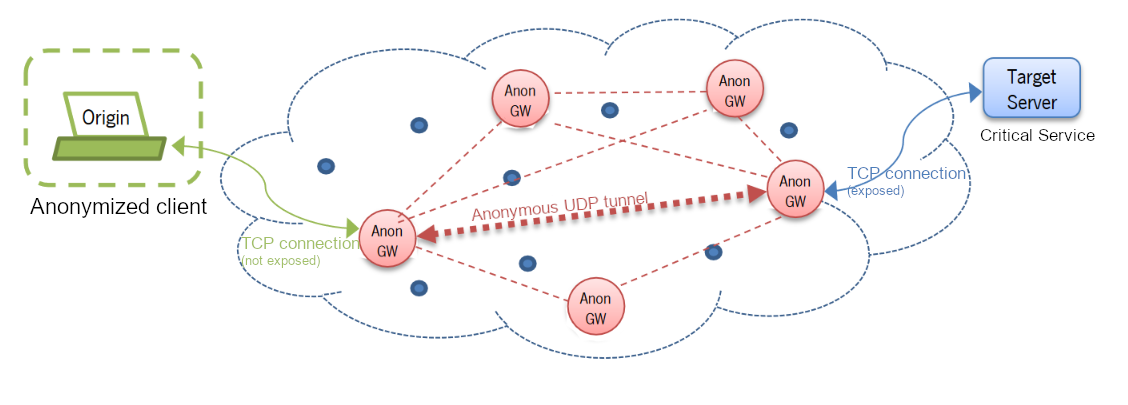 Origin
Anonymized client
TCP connection
(not exposed)
Anon
GW
Anon
GW
Anon
GW
Anonymous UDP tunnel
Anon
GW
Anon
GW
TCP connection
(exposed)
Target
Server
Critical Service